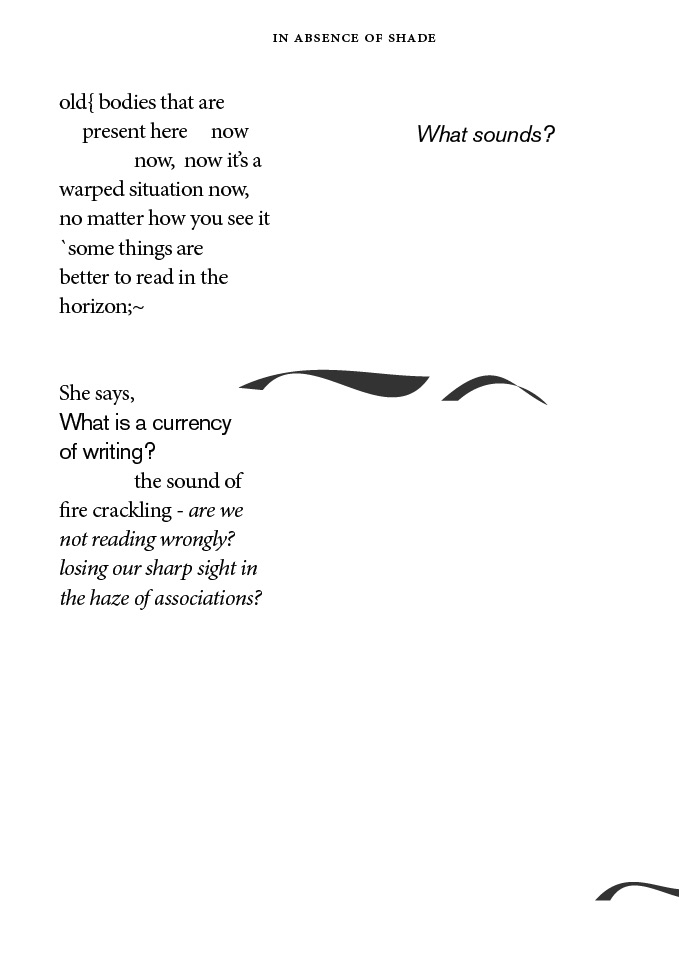 IN ABSENCE OF SHADE
old{ bodies that are
present here now
What sounds?
now, now it's a
warped situation now,
no matter how you see it
`some things are
better to read in the
horizon;~
She says,
What is a currency
of writing?
the sound of
fire crackling - are we
not reading wrongly?
losing our sharp sight in
the haze of associations?